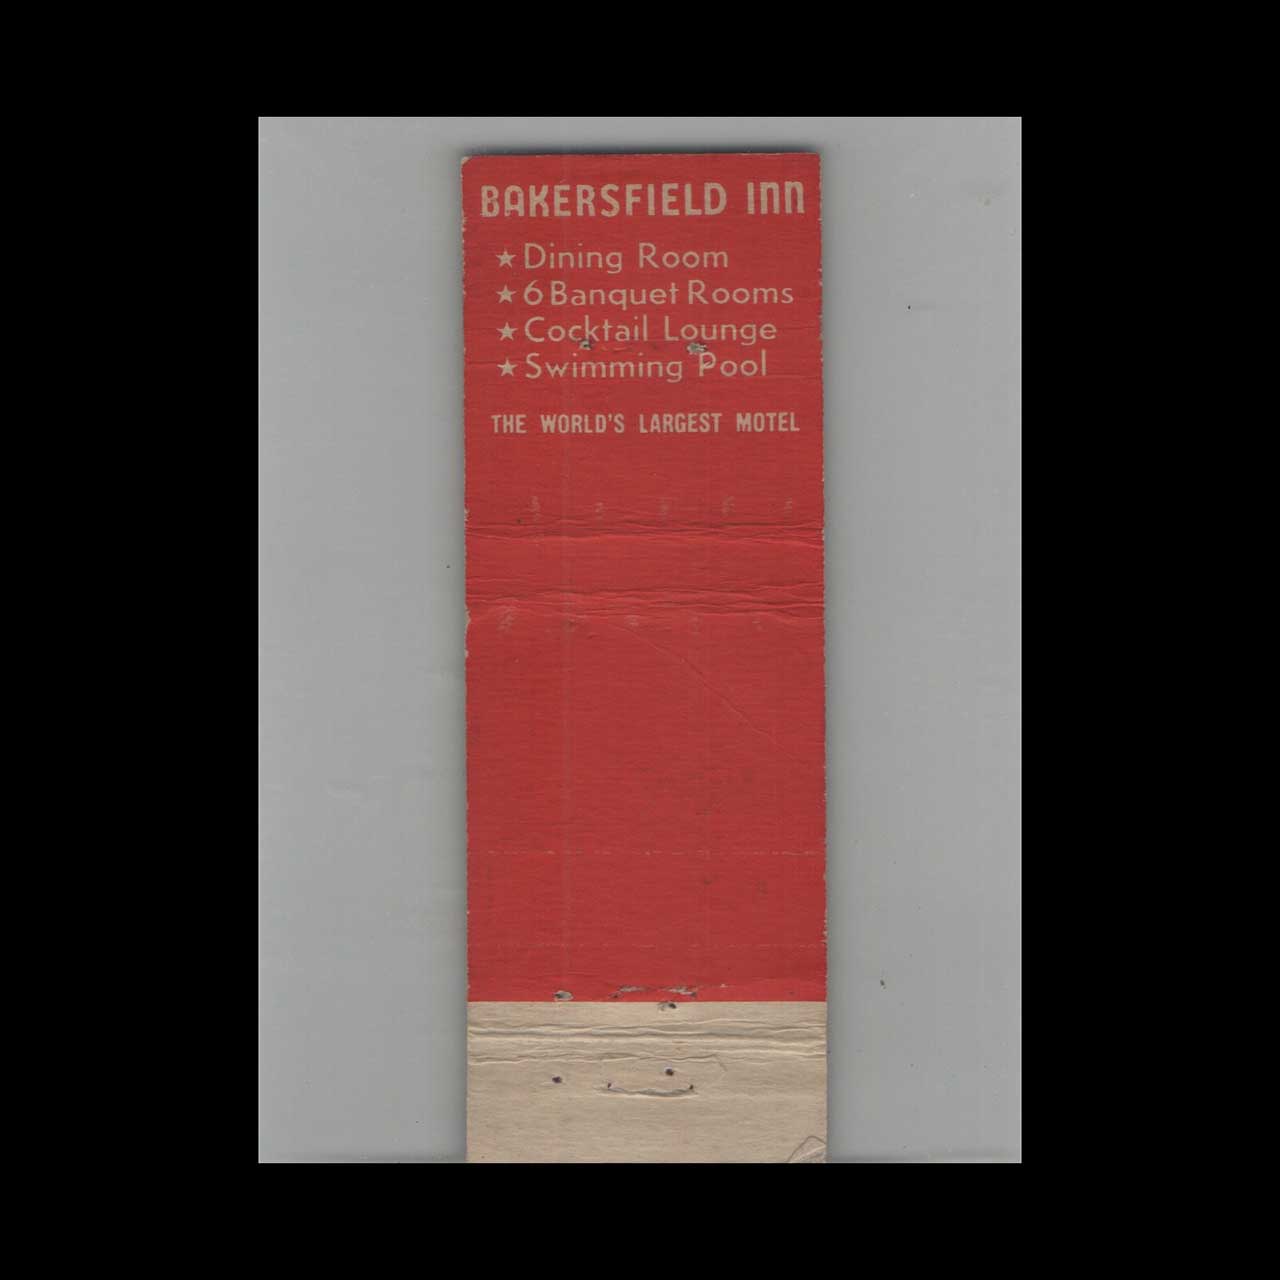 BAKERSFIELD INN
★ Dining Room
★ 6 Banquet Rooms
★ Cocktail Lounge
★ Swimming Pool
THE WORLD'S LARGEST MOTEL